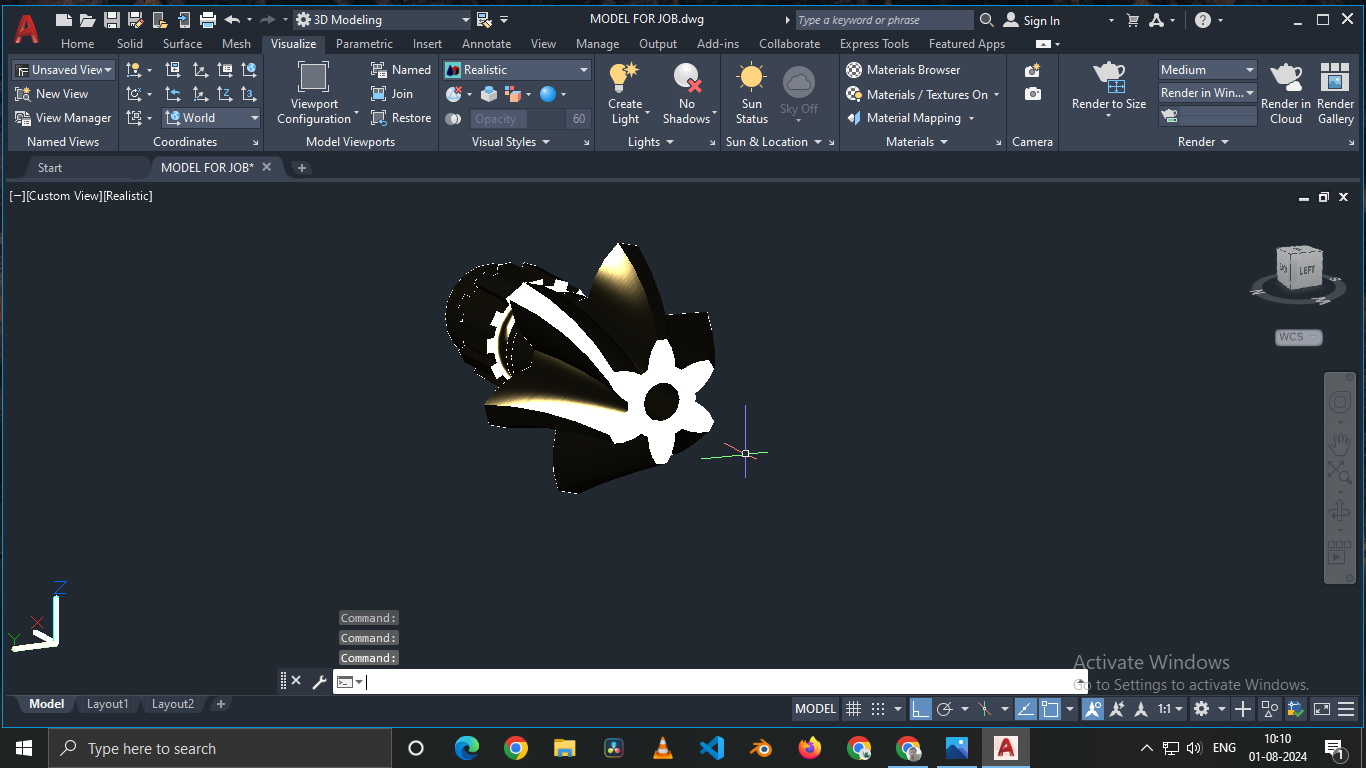 3D Modeling
MODEL FOR JOB.dwg
Type a keyword or phrase
Sign In
Home Solid Surface Mesh Visualize Parametric Insert Annotate View Manage Output Add-ins Collaborate Express Tools Featured Apps
Unsaved View
New View
View Manager
Named Views
World
Coordinates
Viewport
Configuration
Named
Join
Restore
Model Viewports
Realistic
Opacity 60
Visual Styles
Create
Light
No
Shadows
Lights
Sun
Status
Sky Off
Sun & Location
Materials Browser
Materials / Textures On
Material Mapping
Materials
Camera
Render to Size
Medium
Render in Win...
Render in
Cloud
Render
Gallery
Render
Start
MODEL FOR JOB*
[−][Custom View][Realistic]
LEFT
WCS
Z
X
Y
Command:
Command:
Command:
Activate Windows
Go to Settings to activate Windows.
Model Layout1 Layout2
MODEL
1:1
Type here to search
ENG
10:10
01-08-2024
1